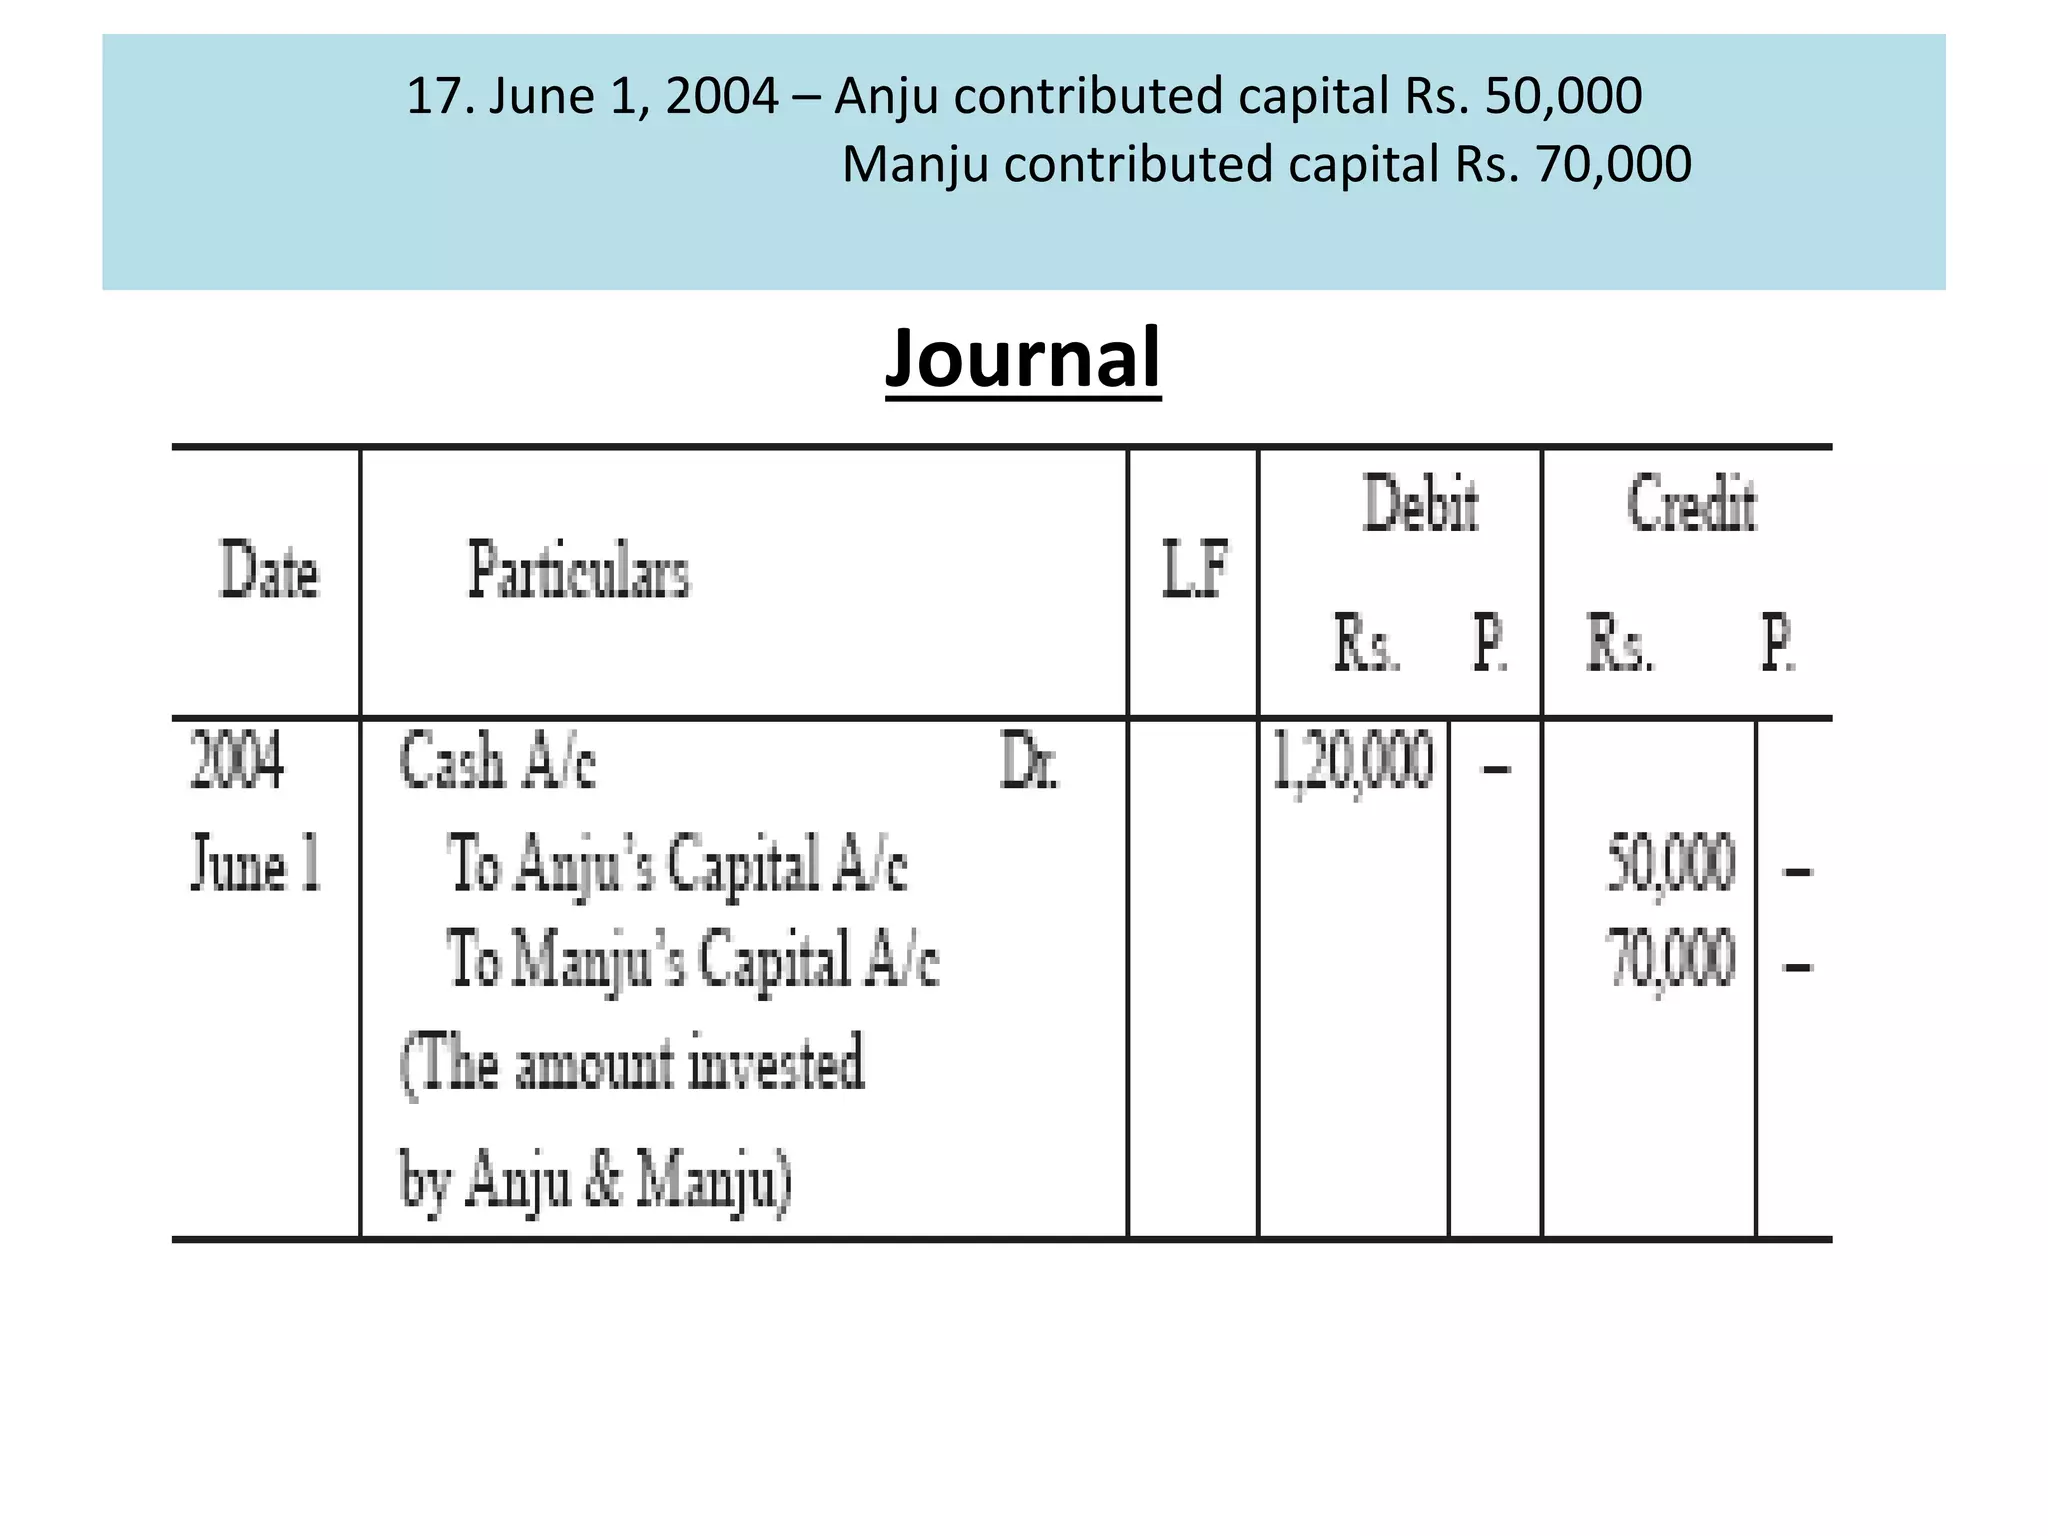 17. June 1, 2004 – Anju contributed capital Rs. 50,000
Manju contributed capital Rs. 70,000
Journal
Date Particulars L.F Debit Credit
Rs. P. Rs. P.
2004 Cash A/c Dr. 1,20,000 –
June 1 To Anju’s Capital A/c 50,000 –
To Manju’s Capital A/c 70,000 –
(The amount invested
by Anju & Manju)